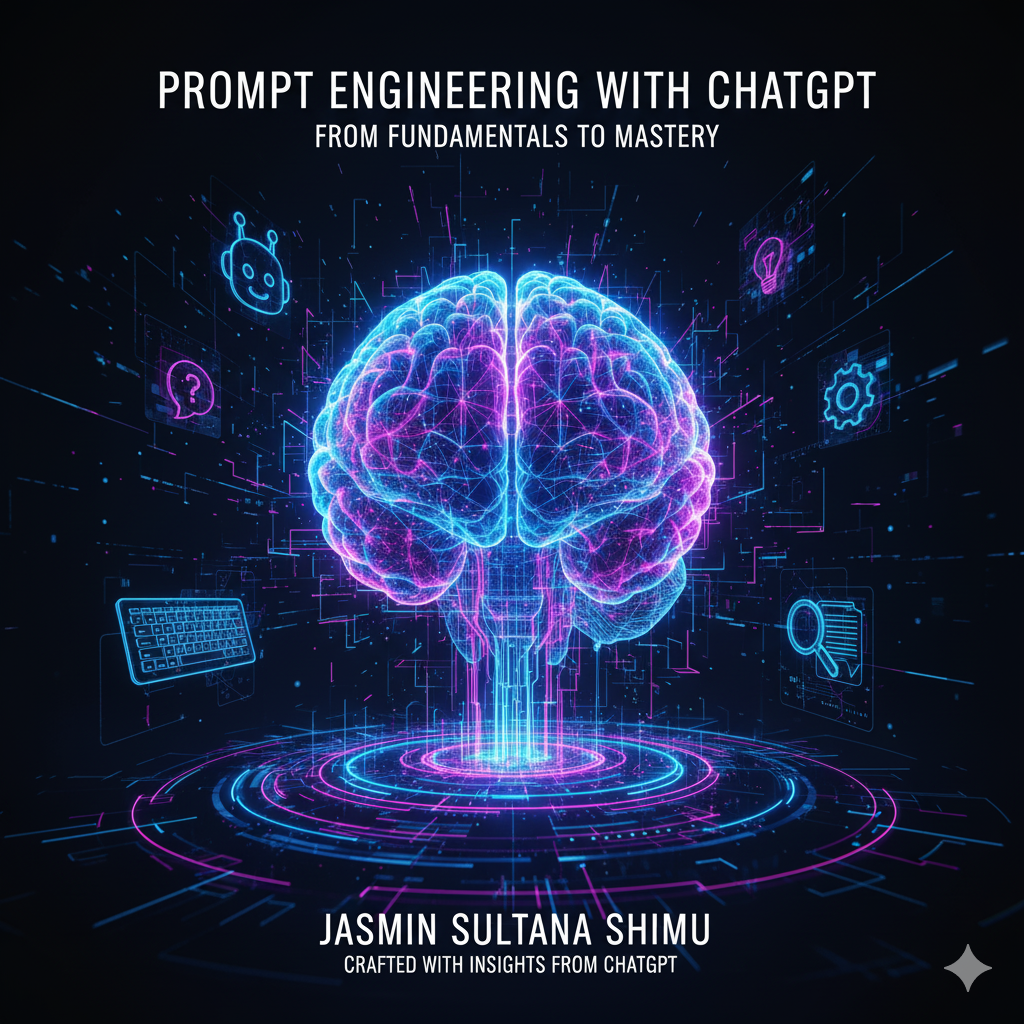 PROMPT ENGINEERING WITH CHATGPT
FROM FUNDAMENTALS TO MASTERY
?
JASMIN SULTANA SHIMU
CRAFTED WITH INSIGHTS FROM CHATGPT